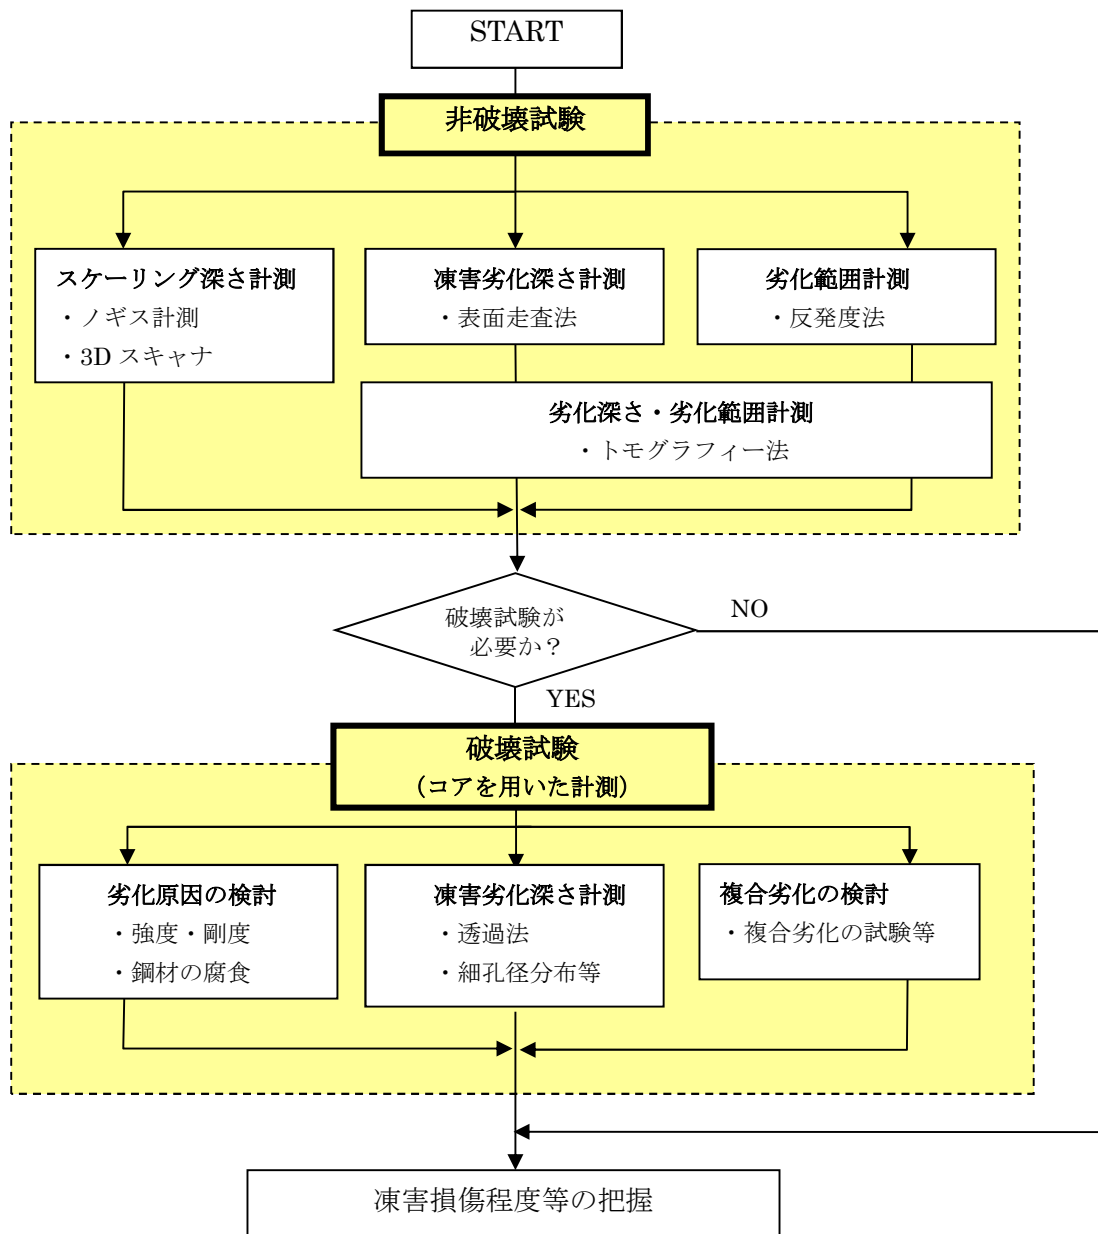 START
非破壊試験
スケーリング深さ計測
・ノギス計測
・3D スキャナ
凍害劣化深さ計測
・表面走査法
劣化範囲計測
・反発度法
劣化深さ・劣化範囲計測
・トモグラフィー法
破壊試験が
必要か？
NO
YES
破壊試験
（コアを用いた計測）
劣化原因の検討
・強度・剛度
・鋼材の腐食
凍害劣化深さ計測
・透過法
・細孔径分布等
複合劣化の検討
・複合劣化の試験等
凍害損傷程度等の把握